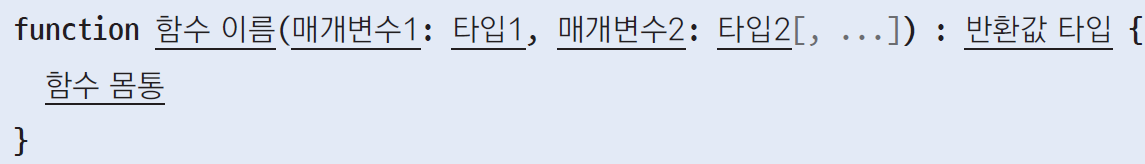 function 함수 이름(매개변수1: 타입1, 매개변수2: 타입2[, ...]) : 반환값 타입 {
함수 몸통
}